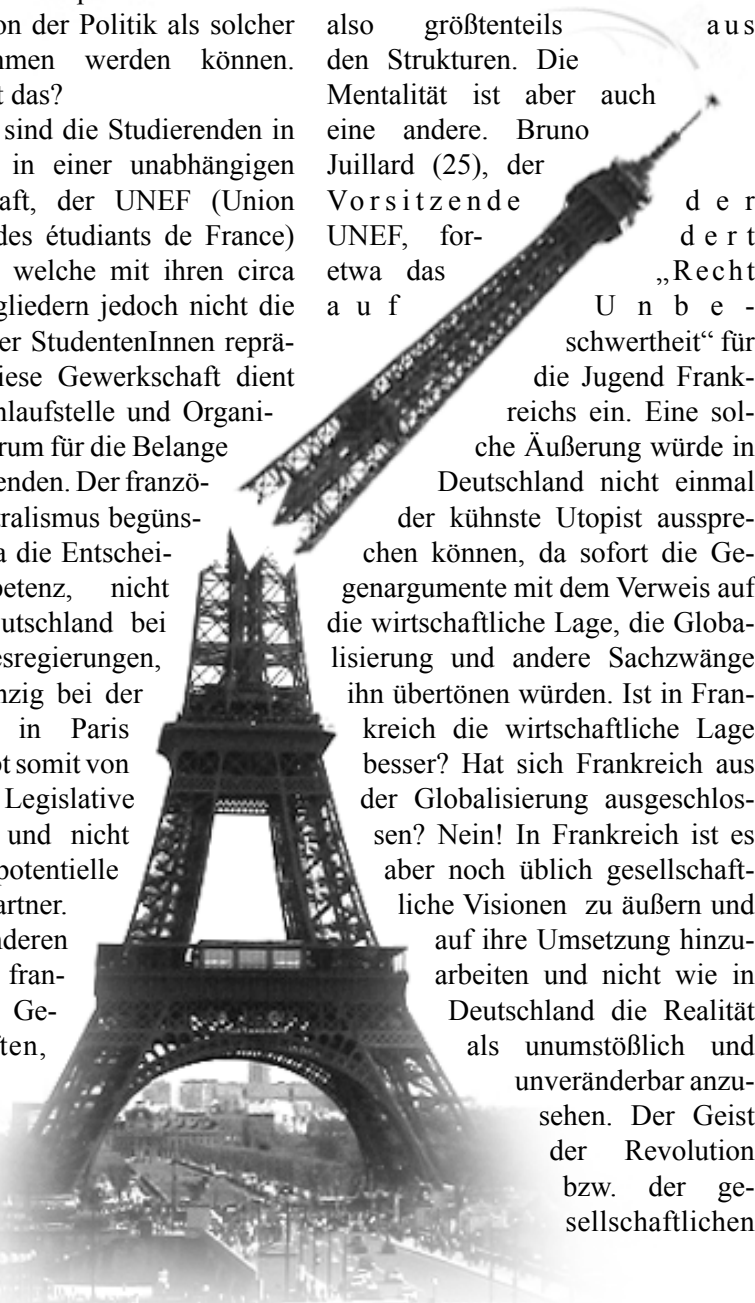 on der Politik als solcher
mmen werden können.
t das?
sind die Studierenden in
in einer unabhängigen
aft, der UNEF (Union
des étudiants de France)
welche mit ihren circa
gliedern jedoch nicht die
er StudentenInnen reprä-
iese Gewerkschaft dient
nlaufstelle und Organi-
rum für die Belange
enden. Der franzö-
tralismus begüns-
a die Entschei-
petenz, nicht
utschland bei
esregierungen,
nzig bei der
in Paris
ot somit von
Legislative
und nicht
potentielle
artner.
nderen
fran-
Ge-
ften,
also größtenteils aus
den Strukturen. Die
Mentalität ist aber auch
eine andere. Bruno
Juillard (25), der
Vorsitzende der
UNEF, for- dert
etwa das „Recht
auf Unbe-
schwertheit“ für
die Jugend Frank-
reichs ein. Eine sol-
che Äußerung würde in
Deutschland nicht einmal
der kühnste Utopist ausspre-
chen können, da sofort die Ge-
genargumente mit dem Verweis auf
die wirtschaftliche Lage, die Globa-
lisierung und andere Sachzwänge
ihn übertönen würden. Ist in Fran-
kreich die wirtschaftliche Lage
besser? Hat sich Frankreich aus
der Globalisierung ausgeschlos-
sen? Nein! In Frankreich ist es
aber noch üblich gesellschaft-
liche Visionen zu äußern und
auf ihre Umsetzung hinzu-
arbeiten und nicht wie in
Deutschland die Realität
als unumstößlich und
unveränderbar anzu-
sehen. Der Geist
der Revolution
bzw. der ge-
sellschaftlichen